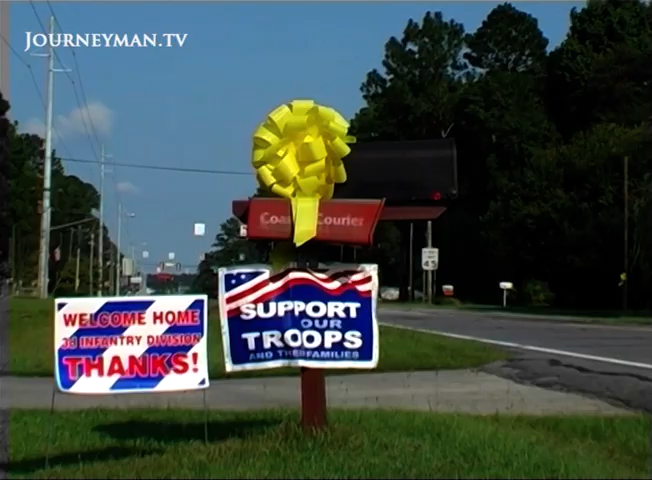 JOURNEYMAN.TV
Coastal Courier
SUPPORT
OUR
TROOPS
AND THEIR FAMILIES
WELCOME HOME
3d INFANTRY DIVISION
THANKS!
45